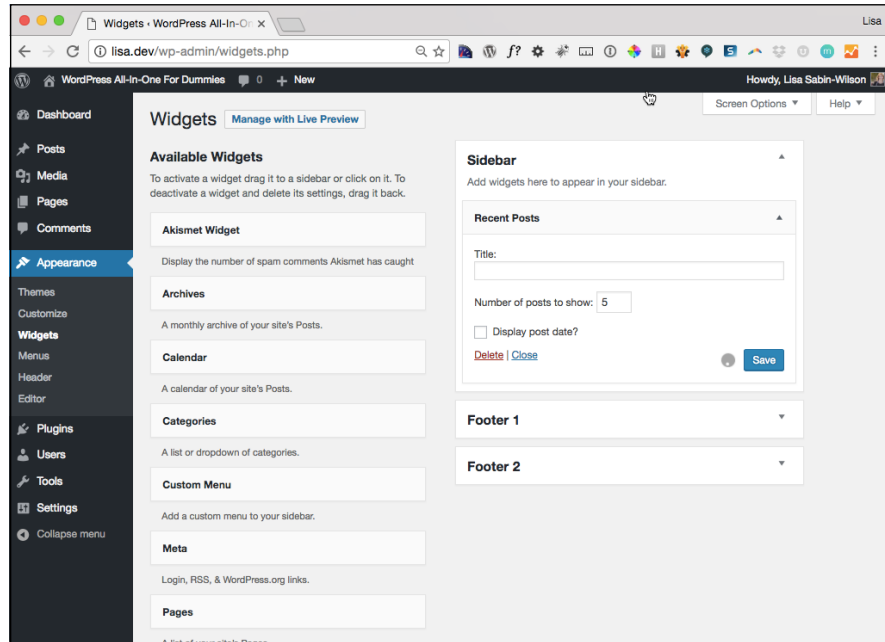 Widgets ‹ WordPress All-In-Or
Lisa
lisa.dev/wp-admin/widgets.php
WordPress All-In-One For Dummies 0 + New
Howdy, Lisa Sabin-Wilson
Screen Options
Help
Dashboard
Posts
Media
Pages
Comments
Appearance
Themes
Customize
Widgets
Menus
Header
Editor
Plugins
Users
Tools
Settings
Collapse menu
Widgets
Manage with Live Preview
Available Widgets
To activate a widget drag it to a sidebar or click on it. To
deactivate a widget and delete its settings, drag it back.
Akismet Widget
Display the number of spam comments Akismet has caught
Archives
A monthly archive of your site's Posts.
Calendar
A calendar of your site's Posts.
Categories
A list or dropdown of categories.
Custom Menu
Add a custom menu to your sidebar.
Meta
Login, RSS, & WordPress.org links.
Pages
A list of your site's Pages.
Sidebar
Add widgets here to appear in your sidebar.
Recent Posts
Title:
Number of posts to show: 5
Display post date?
Delete | Close
Save
Footer 1
Footer 2